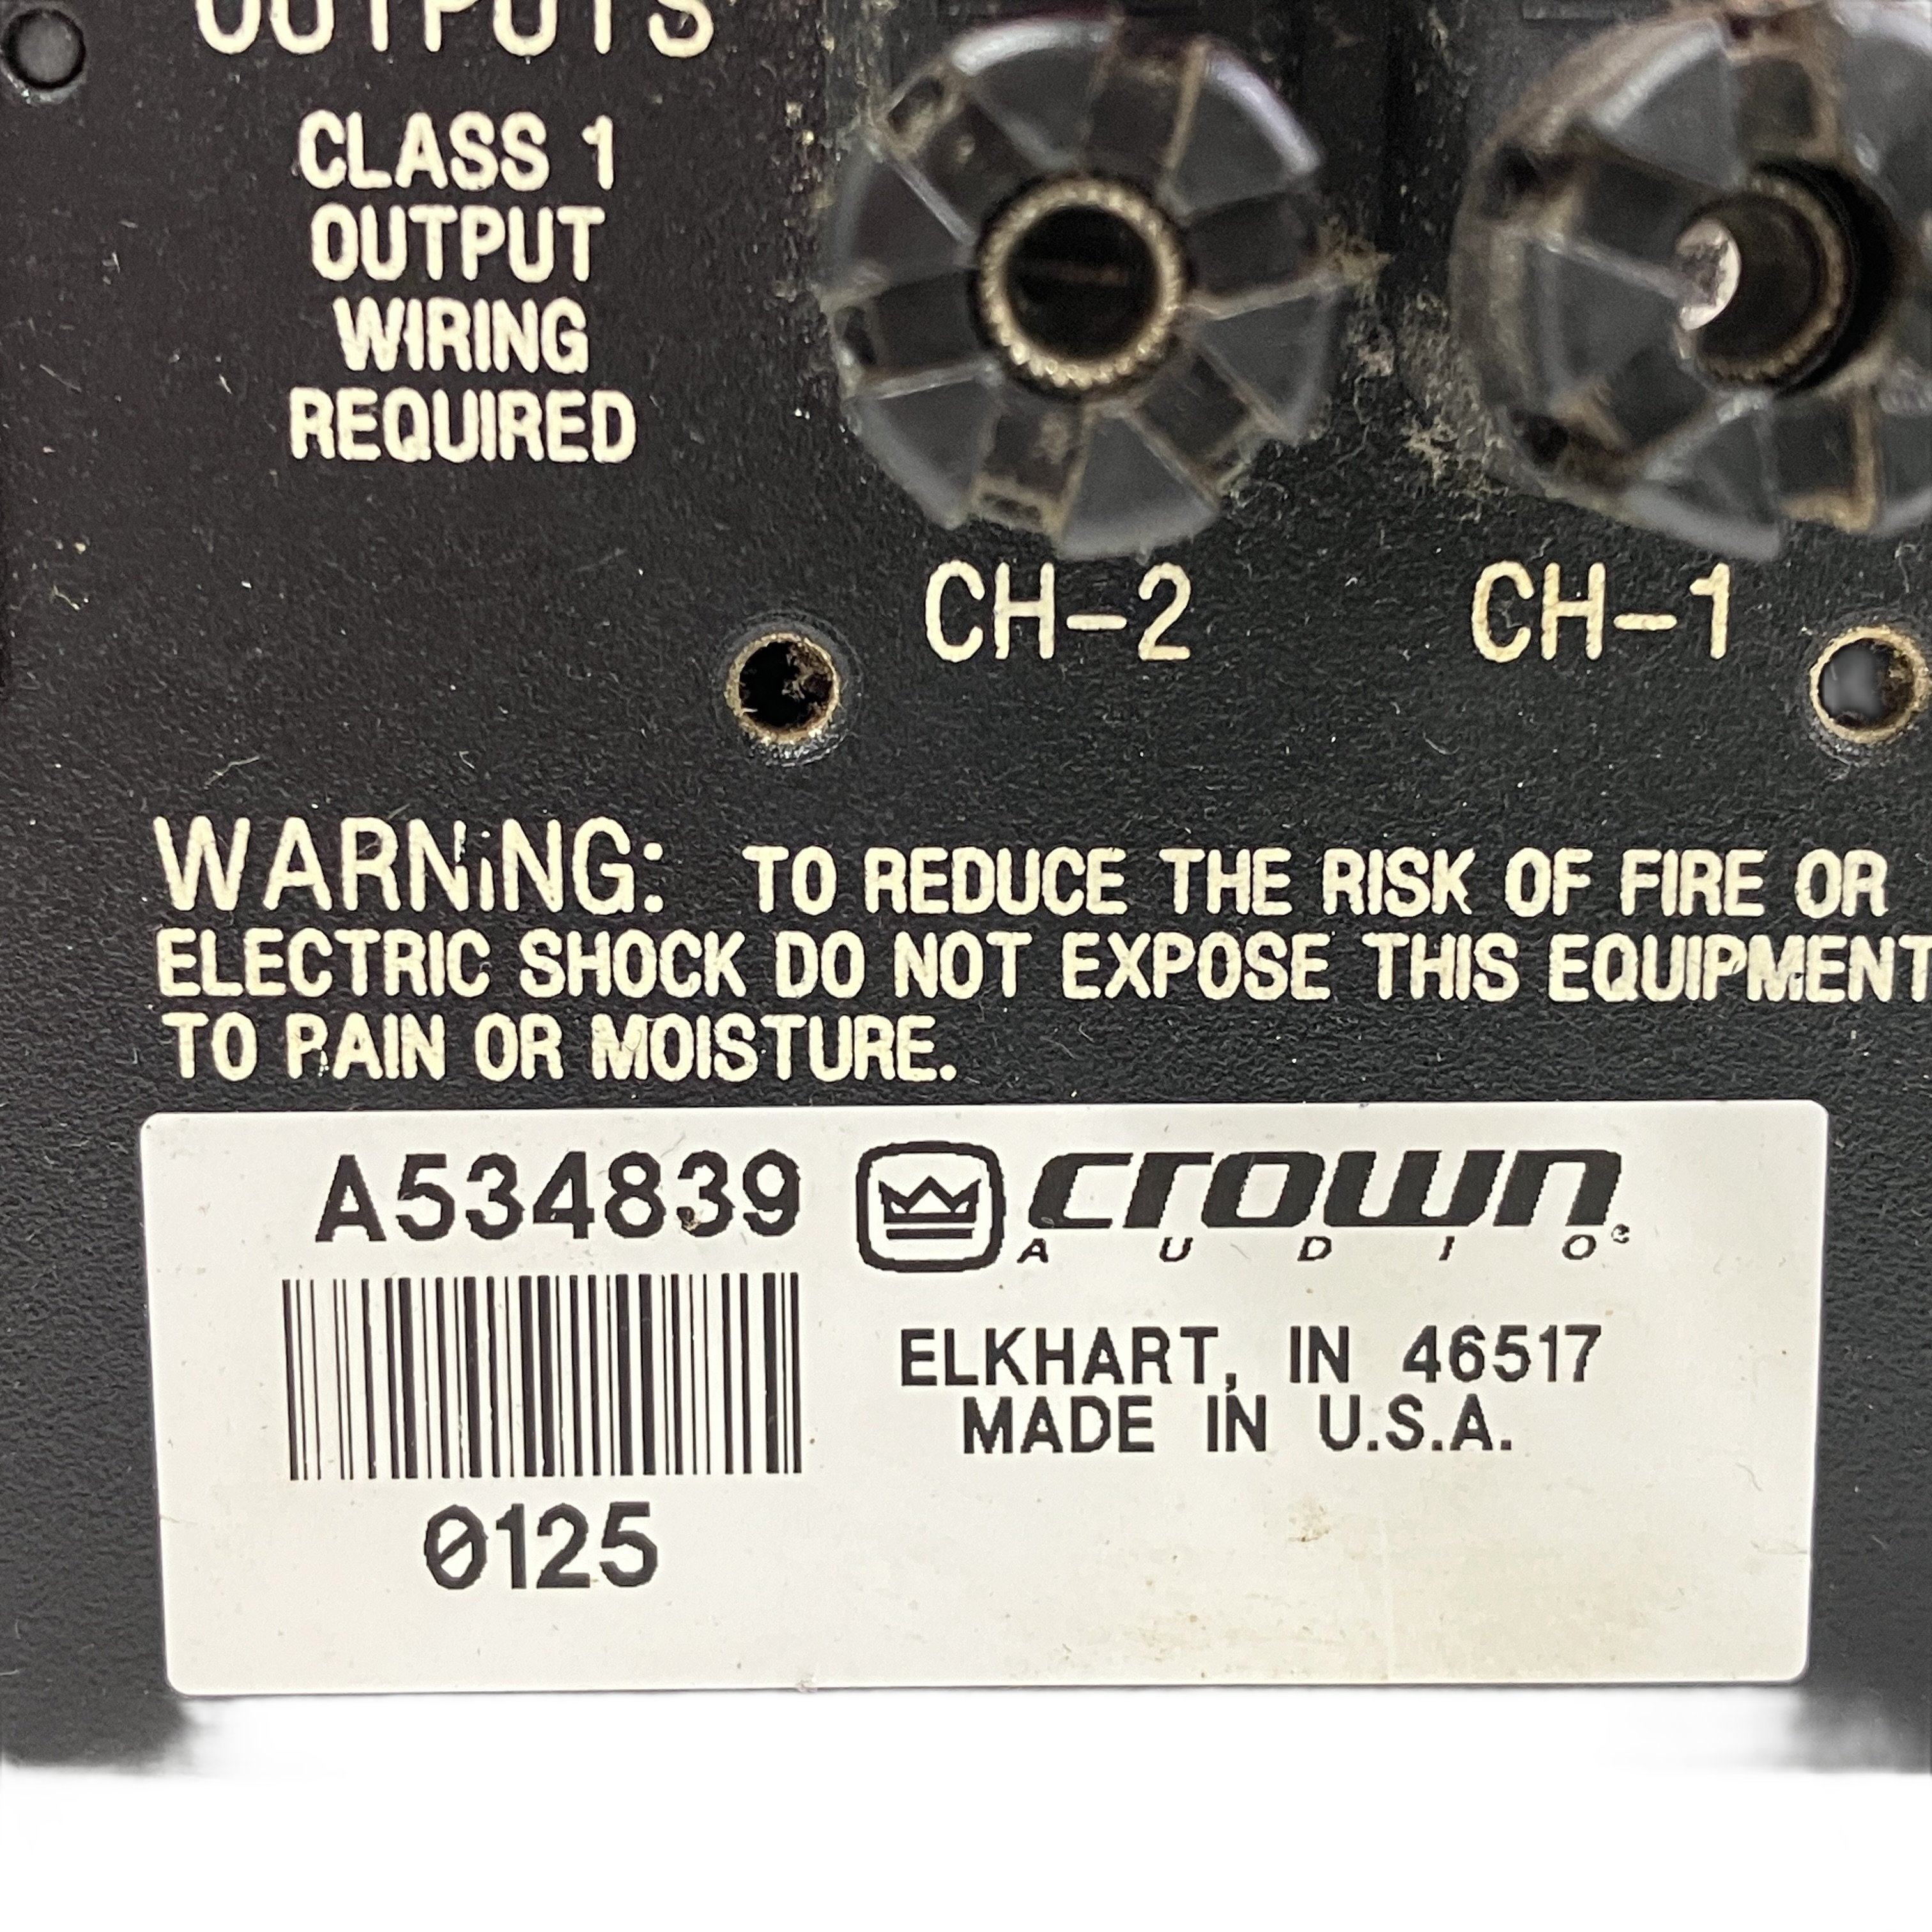 OUTPUTS
CLASS 1
OUTPUT
WIRING
REQUIRED
CH-2
CH-1
WARNiNG: TO REDUCE THE RISK OF FIRE OR
ELECTRIC SHOCK DO NOT EXPOSE THIS EQUIPMENT
TO RAIN OR MOISTURE.
A534839
crown
AUDIO
ELKHART, IN 46517
MADE IN U.S.A.
0125